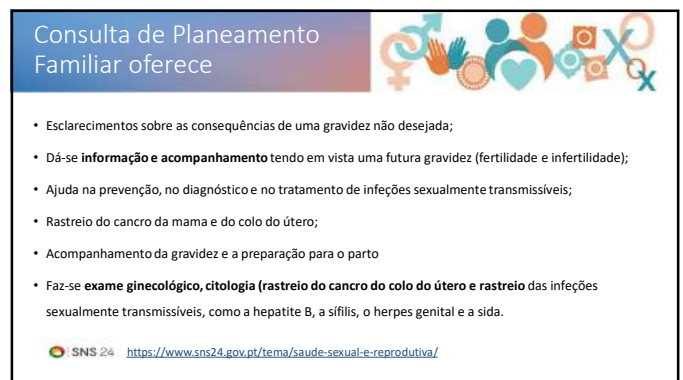 Consulta de Planeamento
Familiar oferece
• Esclarecimentos sobre as consequências de uma gravidez não desejada;
• Dá-se informação e acompanhamento tendo em vista uma futura gravidez (fertilidade e infertilidade);
• Ajuda na prevenção, no diagnóstico e no tratamento de infeções sexualmente transmissíveis;
• Rastreio do cancro da mama e do colo do útero;
• Acompanhamento da gravidez e a preparação para o parto
• Faz-se exame ginecológico, citologia (rastreio do cancro do colo do útero e rastreio das infeções
sexualmente transmissíveis, como a hepatite B, a sífilis, o herpes genital e a sida.
SNS 24 https://www.sns24.gov.pt/tema/saude-sexual-e-reprodutiva/